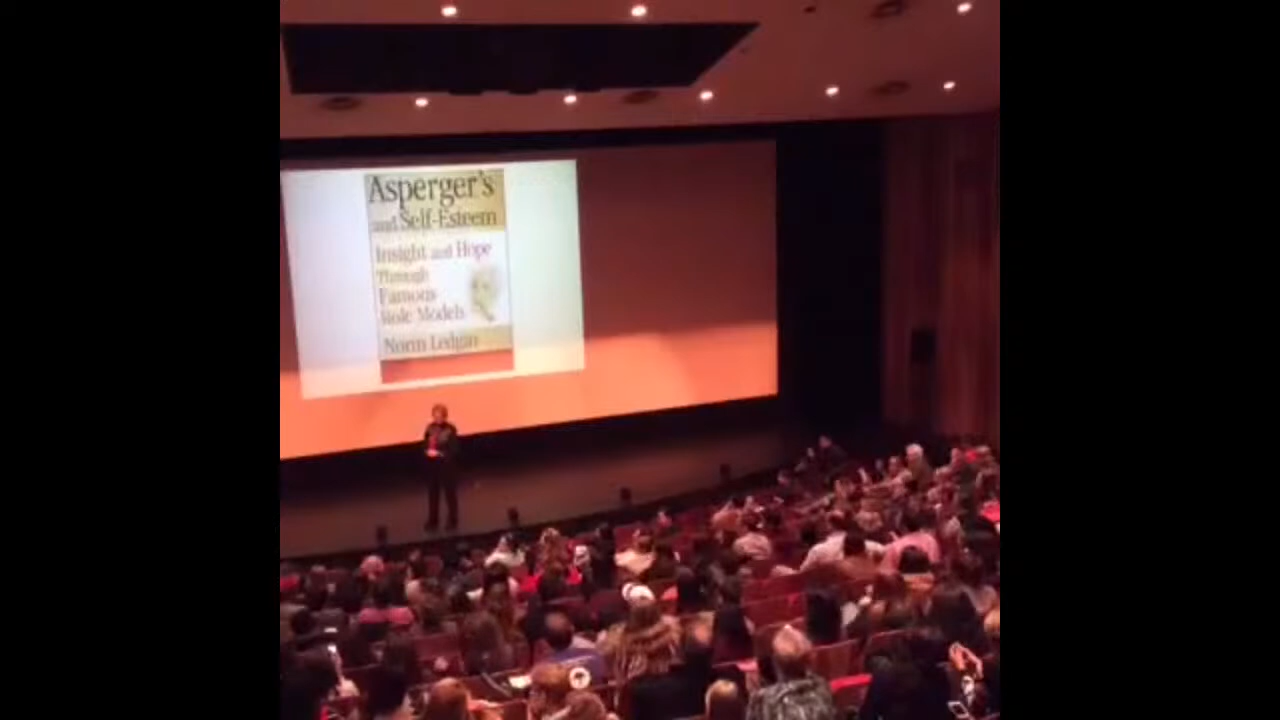 Asperger's
and Self-Esteem
Insight and Hope
Through
Famous
Role Models
Norm Ledgin